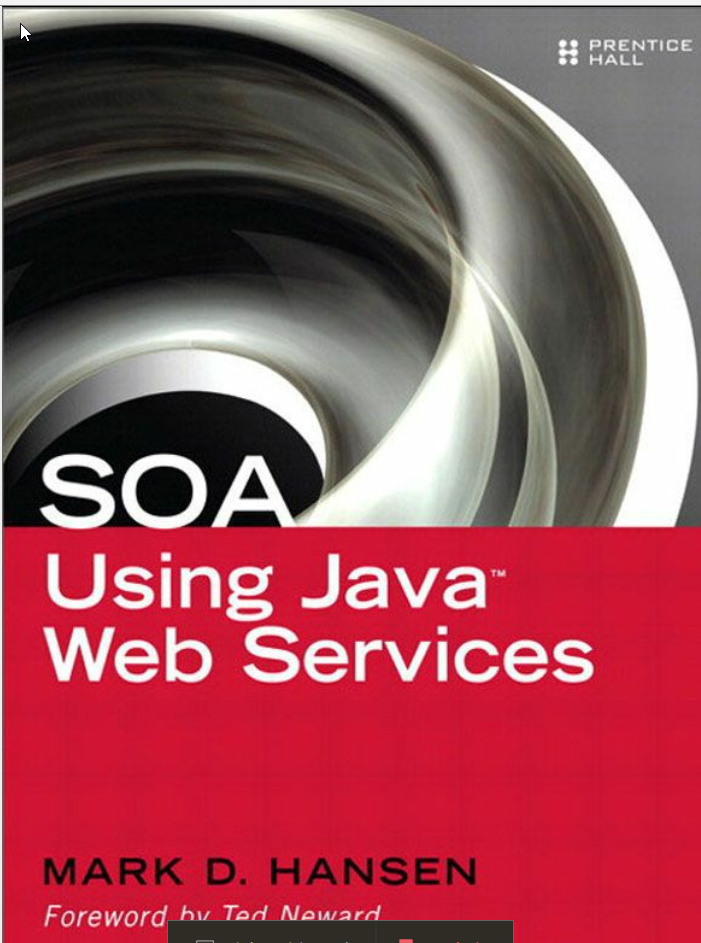 PRENTICE
HALL
SOA
Using Java™
Web Services
MARK D. HANSEN
Foreword by Ted Neward